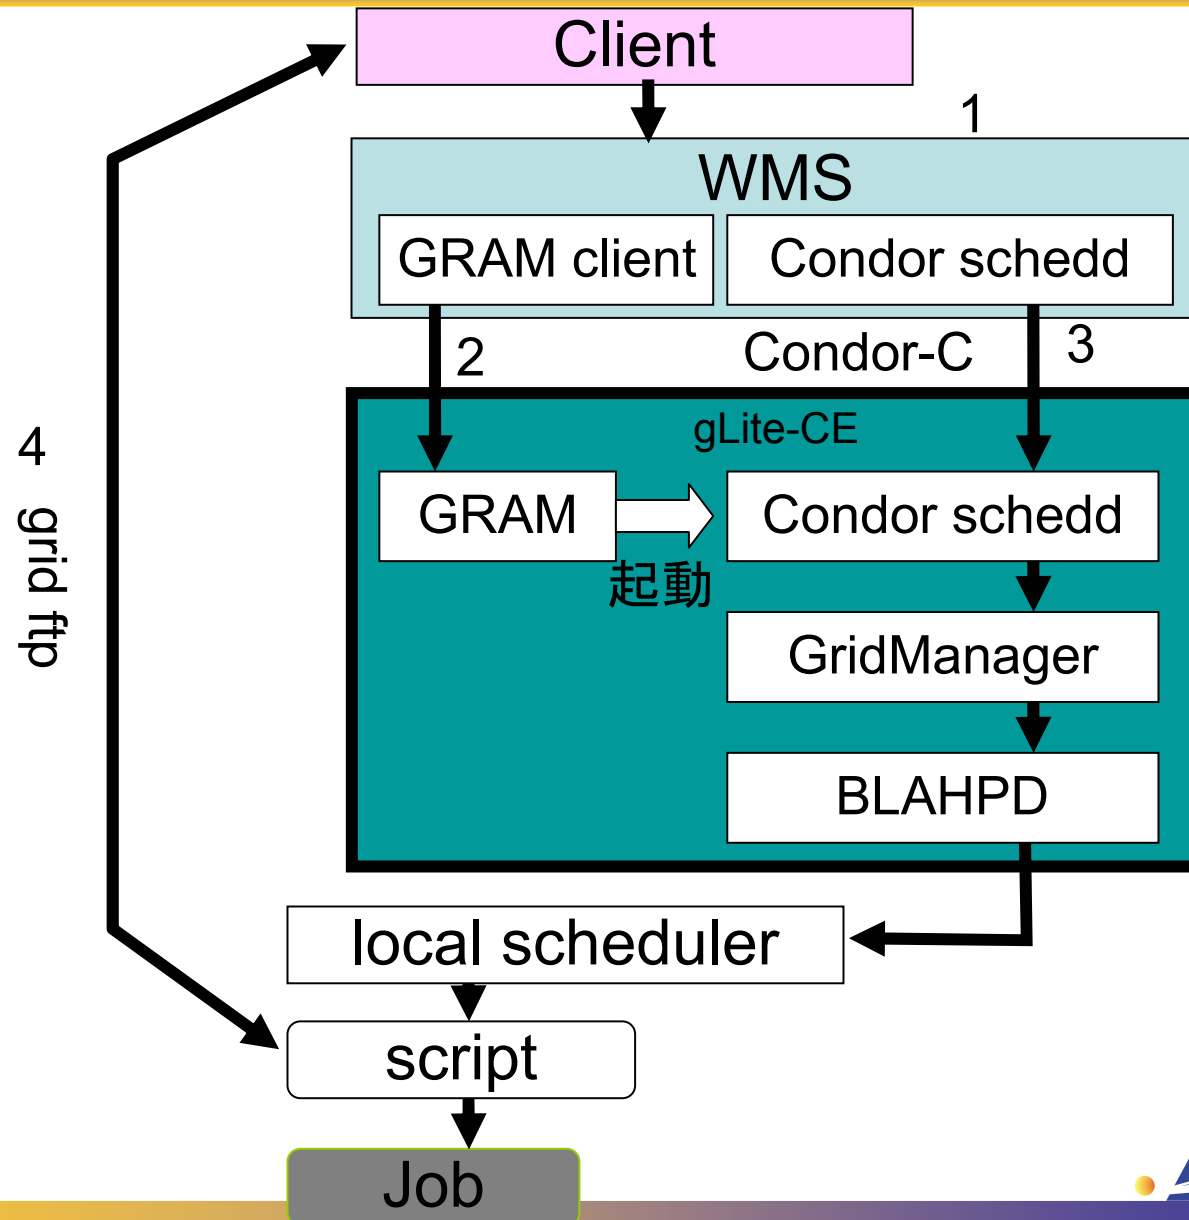 Client
1
WMS
GRAM client
Condor schedd
2
Condor-C
3
gLite-CE
4
grid ftp
GRAM
Condor schedd
起動
GridManager
BLAHPD
local scheduler
script
Job